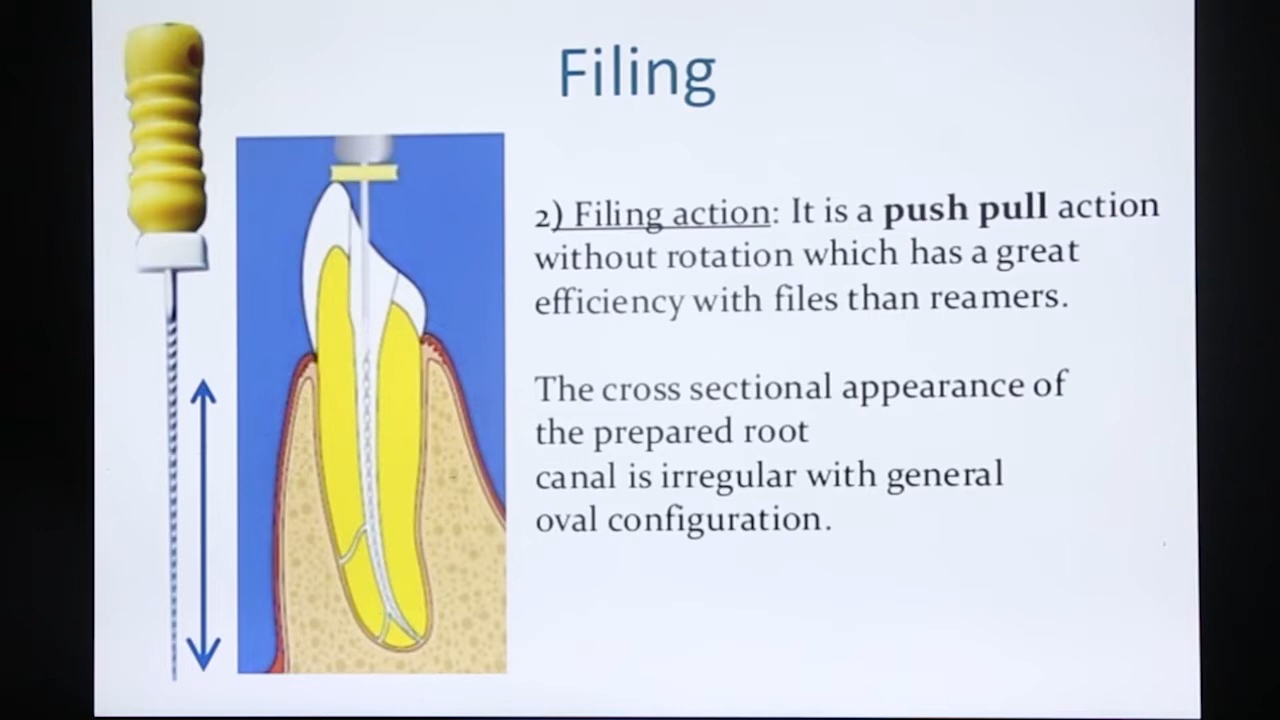 Filing
2) Filing action: It is a push pull action
without rotation which has a great
efficiency with files than reamers.
The cross sectional appearance of
the prepared root
canal is irregular with general
oval configuration.